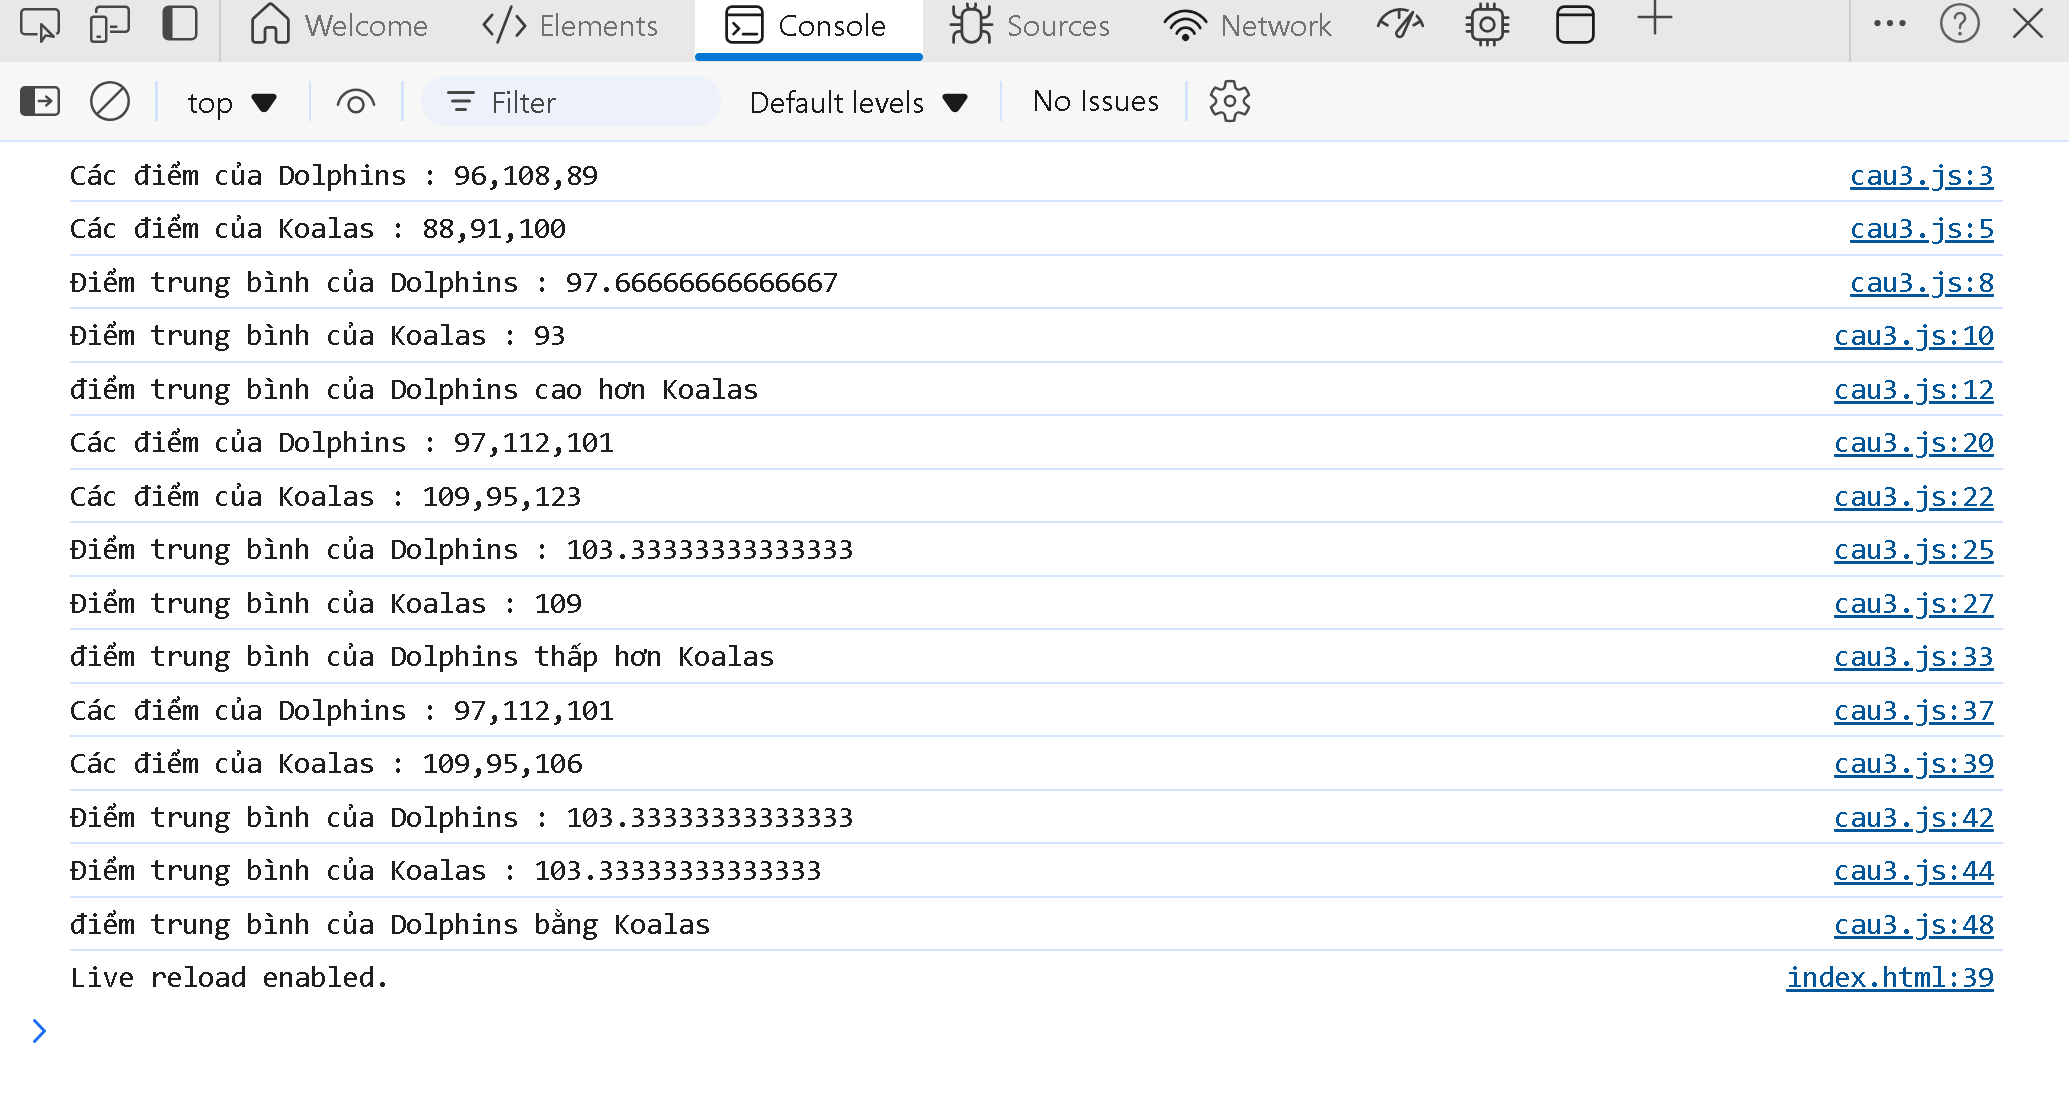 Welcome Elements Console Sources Network
top Filter Default levels No Issues
Các điểm của Dolphins : 96,108,89 cau3.js:3
Các điểm của Koalas : 88,91,100 cau3.js:5
Điểm trung bình của Dolphins : 97.66666666666667 cau3.js:8
Điểm trung bình của Koalas : 93 cau3.js:10
điểm trung bình của Dolphins cao hơn Koalas cau3.js:12
Các điểm của Dolphins : 97,112,101 cau3.js:20
Các điểm của Koalas : 109,95,123 cau3.js:22
Điểm trung bình của Dolphins : 103.33333333333333 cau3.js:25
Điểm trung bình của Koalas : 109 cau3.js:27
điểm trung bình của Dolphins thấp hơn Koalas cau3.js:33
Các điểm của Dolphins : 97,112,101 cau3.js:37
Các điểm của Koalas : 109,95,106 cau3.js:39
Điểm trung bình của Dolphins : 103.33333333333333 cau3.js:42
Điểm trung bình của Koalas : 103.33333333333333 cau3.js:44
điểm trung bình của Dolphins bằng Koalas cau3.js:48
Live reload enabled. index.html:39